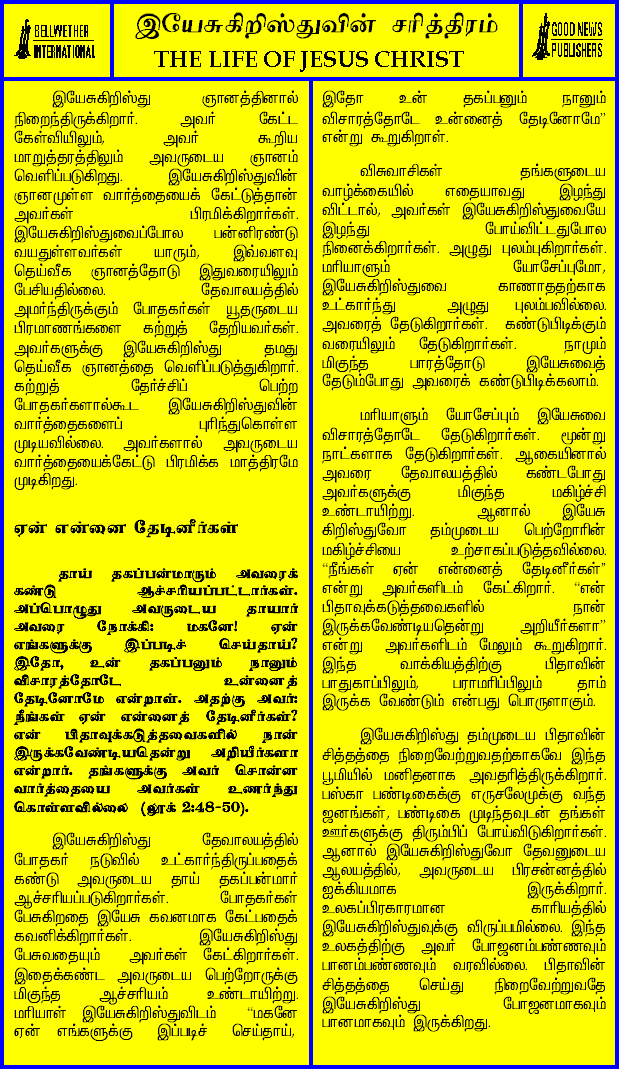 BELLWETHER
INTERNATIONAL
இயேசுகிறிஸ்துவின் சரித்திரம்
THE LIFE OF JESUS CHRIST
GOOD NEWS
PUBLISHERS
இயேசுகிறிஸ்து ஞானத்தினால்
நிறைந்திருக்கிறார். அவர் கேட்ட
கேள்வியிலும், அவர் கூறிய
மாறுத்தரத்திலும் அவருடைய ஞானம்
வெளிப்படுகிறது. இயேசுகிறிஸ்துவின்
ஞானமுள்ள வார்த்தையைக் கேட்டுத்தான்
அவர்கள் பிரமிக்கிறார்கள்.
இயேசுகிறிஸ்துவைப்போல பன்னிரண்டு
வயதுள்ளவர்கள் யாரும், இவ்வளவு
தெய்வீக ஞானத்தோடு இதுவரையிலும்
பேசியதில்லை. தேவாலயத்தில்
அமர்ந்திருக்கும் போதகர்கள் யூதருடைய
பிரமாணங்களை கற்றுத் தேறியவர்கள்.
அவர்களுக்கு இயேசுகிறிஸ்து தமது
தெய்வீக ஞானத்தை வெளிப்படுத்துகிறார்.
கற்றுத் தேர்ச்சிப் பெற்ற
போதகர்களால்கூட இயேசுகிறிஸ்துவின்
வார்த்தைகளைப் புரிந்துகொள்ள
முடியவில்லை. அவர்களால் அவருடைய
வார்த்தையைக்கேட்டு பிரமிக்க மாத்திரமே
முடிகிறது.
ஏன் என்னை தேடினீர்கள்
தாய் தகப்பன்மாரும் அவரைக்
கண்டு ஆச்சரியப்பட்டார்கள்.
அப்பொழுது அவருடைய தாயார்
அவரை நோக்கி: மகனே! ஏன்
எங்களுக்கு இப்படிச் செய்தாய்?
இதோ, உன் தகப்பனும் நானும்
விசாரத்தோடே உன்னைத்
தேடினோமே என்றாள். அதற்கு அவர்:
நீங்கள் ஏன் என்னைத் தேடினீர்கள்?
என் பிதாவுக்கடுத்தவைகளில் நான்
இருக்கவேண்டியதென்று அறியீர்களா
என்றார். தங்களுக்கு அவர் சொன்ன
வார்த்தையை அவர்கள் உணர்ந்து
கொள்ளவில்லை (லூக் 2:48-50).
இயேசுகிறிஸ்து தேவாலயத்தில்
போதகர் நடுவில் உட்கார்ந்திருப்பதைக்
கண்டு அவருடைய தாய் தகப்பன்மார்
ஆச்சரியப்படுகிறார்கள். போதகர்கள்
பேசுகிறதை இயேசு கவனமாக கேட்பதைக்
கவனிக்கிறார்கள். இயேசுகிறிஸ்து
பேசுவதையும் அவர்கள் கேட்கிறார்கள்.
இதைக்கண்ட அவருடைய பெற்றோருக்கு
மிகுந்த ஆச்சரியம் உண்டாயிற்று.
மரியாள் இயேசுகிறிஸ்துவிடம் “மகனே
ஏன் எங்களுக்கு இப்படிச் செய்தாய்,
இதோ உன் தகப்பனும் நானும்
விசாரத்தோடே உன்னைத் தேடினோமே”
என்று கூறுகிறாள்.
விசுவாசிகள் தங்களுடைய
வாழ்க்கையில் எதையாவது இழந்து
விட்டால், அவர்கள் இயேசுகிறிஸ்துவையே
இழந்து போய்விட்டதுபோல
நினைக்கிறார்கள். அழுது புலம்புகிறார்கள்.
மரியாளும் யோசேப்புமோ,
இயேசுகிறிஸ்துவை காணாததற்காக
உட்கார்ந்து அழுது புலம்பவில்லை.
அவரைத் தேடுகிறார்கள். கண்டுபிடிக்கும்
வரையிலும் தேடுகிறார்கள். நாமும்
மிகுந்த பாரத்தோடு இயேசுவைத்
தேடும்போது அவரைக் கண்டுபிடிக்கலாம்.
மரியாளும் யோசேப்பும் இயேசுவை
விசாரத்தோடே தேடுகிறார்கள். மூன்று
நாட்களாக தேடுகிறார்கள். ஆகையினால்
அவரை தேவாலயத்தில் கண்டபோது
அவர்களுக்கு மிகுந்த மகிழ்ச்சி
உண்டாயிற்று. ஆனால் இயேசு
கிறிஸ்துவோ தம்முடைய பெற்றோரின்
மகிழ்ச்சியை உற்சாகப்படுத்தவில்லை.
“நீங்கள் ஏன் என்னைத் தேடினீர்கள்”
என்று அவர்களிடம் கேட்கிறார். “என்
பிதாவுக்கடுத்தவைகளில் நான்
இருக்கவேண்டியதென்று அறியீர்களா”
என்று அவர்களிடம் மேலும் கூறுகிறார்.
இந்த வாக்கியத்திற்கு பிதாவின்
பாதுகாப்பிலும், பராமரிப்பிலும் தாம்
இருக்க வேண்டும் என்பது பொருளாகும்.
இயேசுகிறிஸ்து தம்முடைய பிதாவின்
சித்தத்தை நிறைவேற்றுவதற்காகவே இந்த
பூமியில் மனிதனாக அவதரித்திருக்கிறார்.
பஸ்கா பண்டிகைக்கு எருசலேமுக்கு வந்த
ஜனங்கள், பண்டிகை முடிந்தவுடன் தங்கள்
ஊர்களுக்கு திரும்பிப் போய்விடுகிறார்கள்.
ஆனால் இயேசுகிறிஸ்துவோ தேவனுடைய
ஆலயத்தில், அவருடைய பிரசன்னத்தில்
ஐக்கியமாக இருக்கிறார்.
உலகப்பிரகாரமான காரியத்தில்
இயேசுகிறிஸ்துவுக்கு விருப்பமில்லை. இந்த
உலகத்திற்கு அவர் போஜனம்பண்ணவும்
பானம்பண்ணவும் வரவில்லை. பிதாவின்
சித்தத்தை செய்து நிறைவேற்றுவதே
இயேசுகிறிஸ்து போஜனமாகவும்
பானமாகவும் இருக்கிறது.